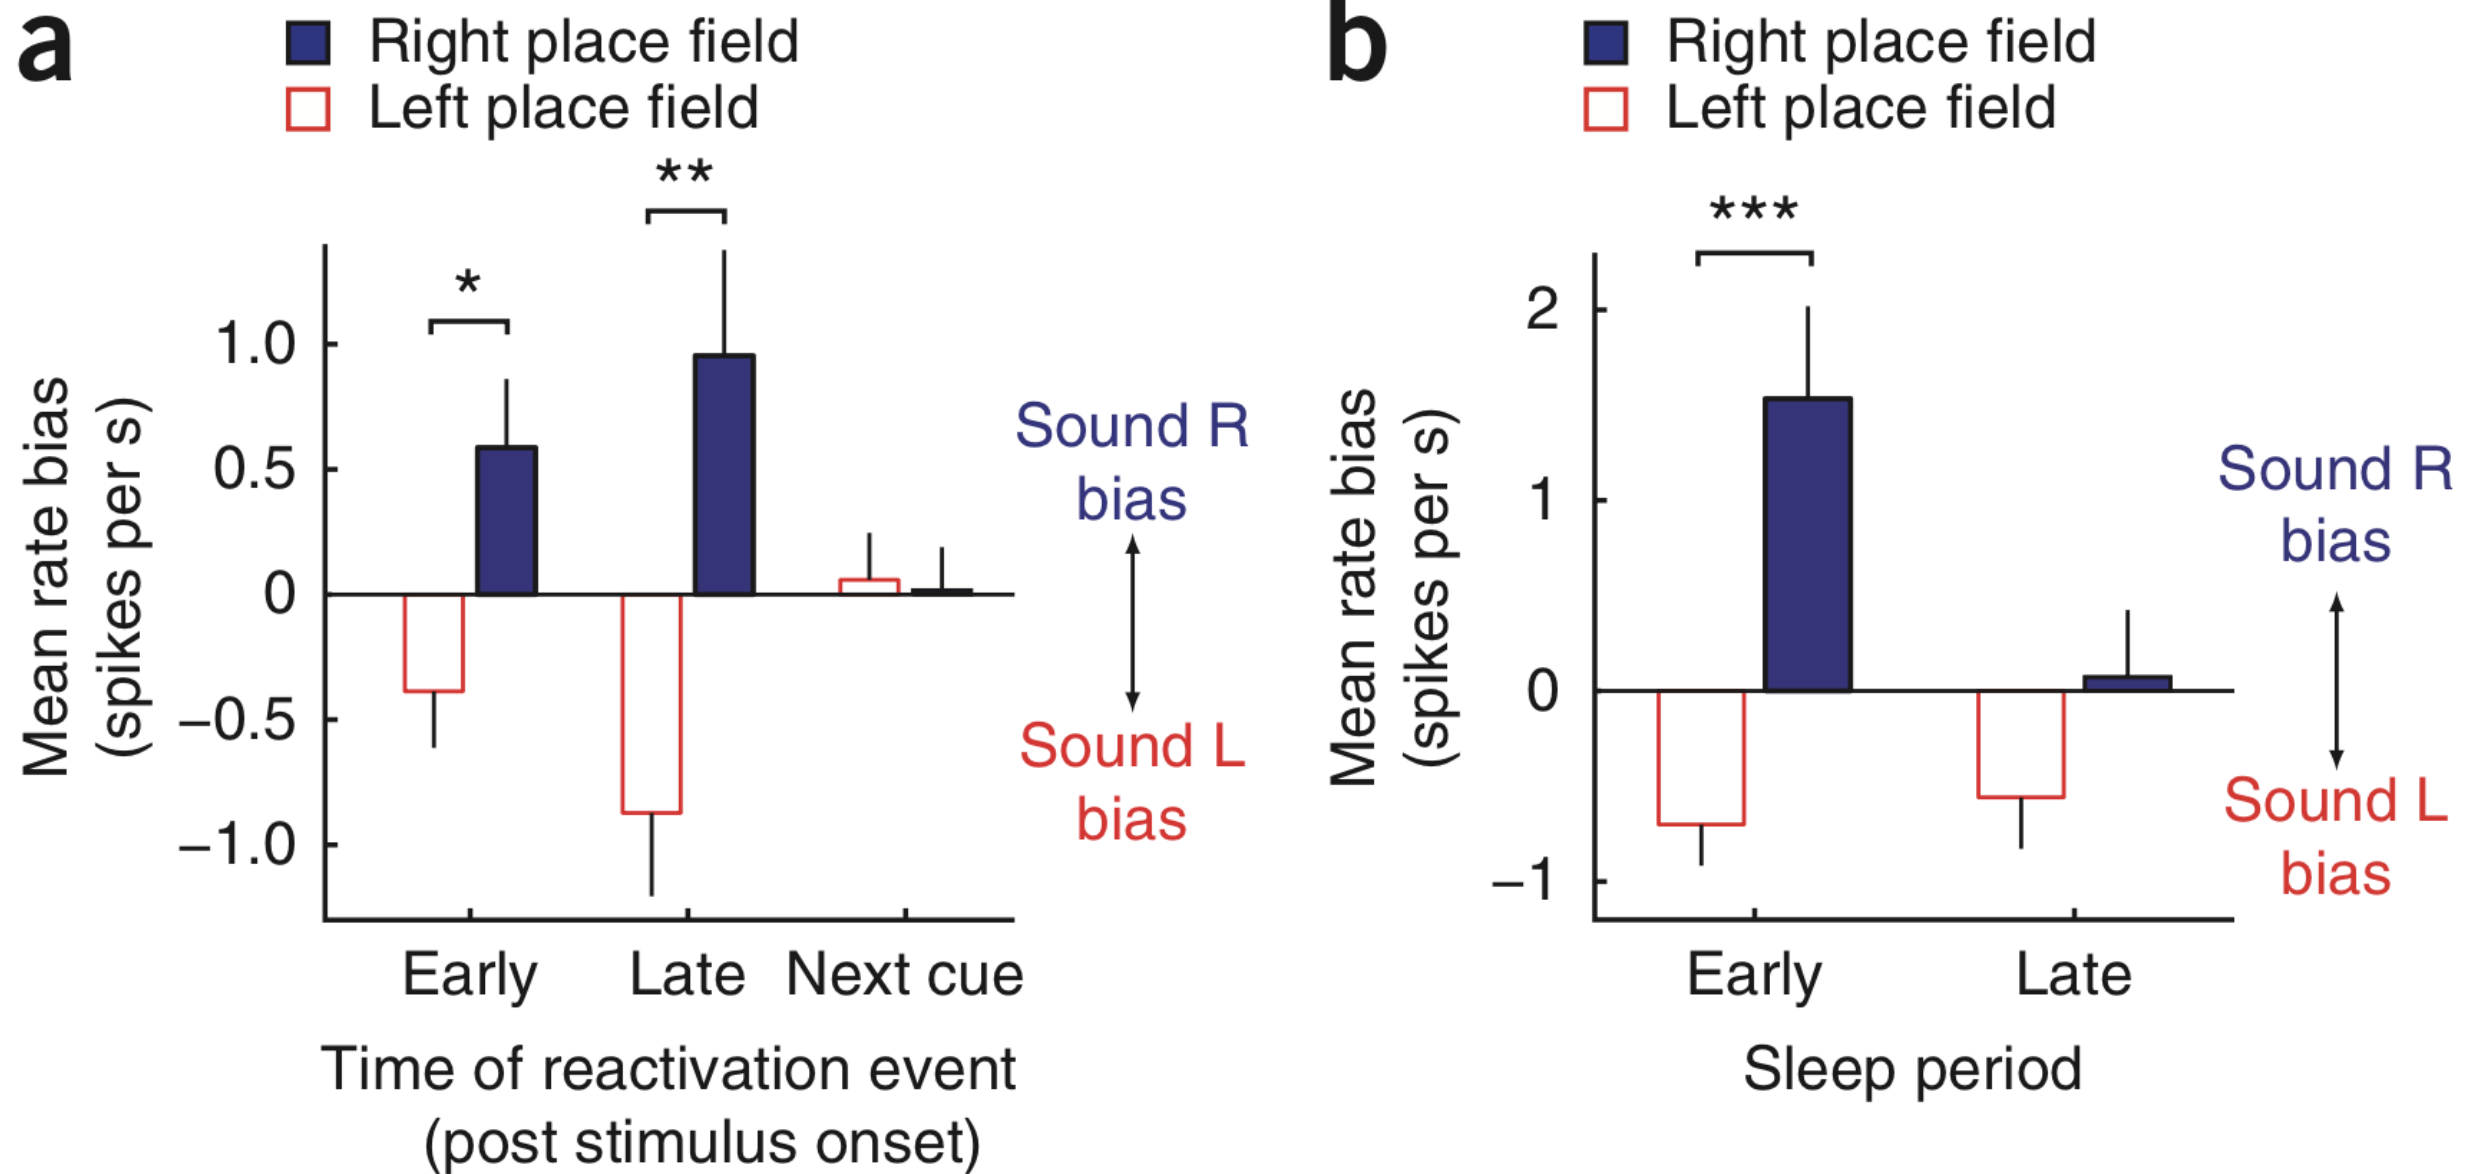 a
Right place field
Left place field
**
*
1.0
0.5
0
−0.5
−1.0
Mean rate bias
(spikes per s)
Sound R
bias
Sound L
bias
Early
Late
Next cue
Time of reactivation event
(post stimulus onset)
b
Right place field
Left place field
***
2
1
0
−1
Mean rate bias
(spikes per s)
Sound R
bias
Sound L
bias
Early
Late
Sleep period